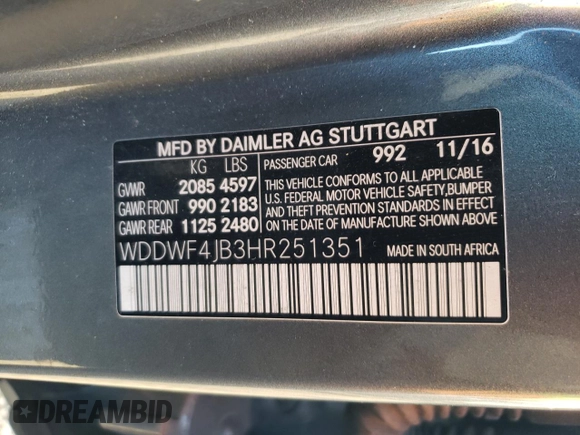 MFD BY DAIMLER AG STUTTGART
KG LBS
GVWR 2085 4597
GAWR FRONT 990 2183
GAWR REAR 1125 2480
PASSENGER CAR 992 11/16
THIS VEHICLE CONFORMS TO ALL APPLICABLE
U.S. FEDERAL MOTOR VEHICLE SAFETY, BUMPER
AND THEFT PREVENTION STANDARDS IN EFFECT
ON THE DATE OF MANUFACTURE SHOWN ABOVE.
WDDWF4JB3HR251351 MADE IN SOUTH AFRICA
DREAMBID